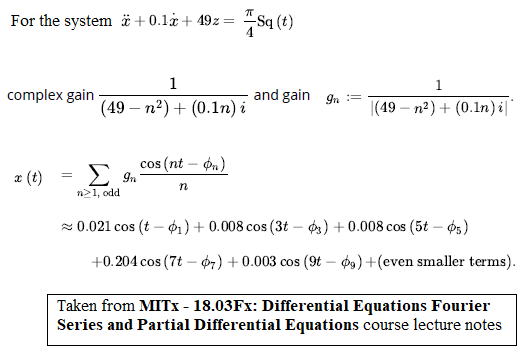 For the system ẍ + 0.1ẋ + 49z = π/4 Sq (t)
complex gain 1/((49 − n²) + (0.1n) i) and gain gₙ := 1/|(49 − n²) + (0.1n) i|.
x (t) = ∑ n≥1, odd gₙ cos (nt − ϕₙ)/n
≈ 0.021 cos (t − ϕ₁) + 0.008 cos (3t − ϕ₃) + 0.008 cos (5t − ϕ₅)
+0.204 cos (7t − ϕ₇) + 0.003 cos (9t − ϕ₉) + (even smaller terms).
Taken from MITx - 18.03Fx: Differential Equations Fourier
Series and Partial Differential Equations course lecture notes